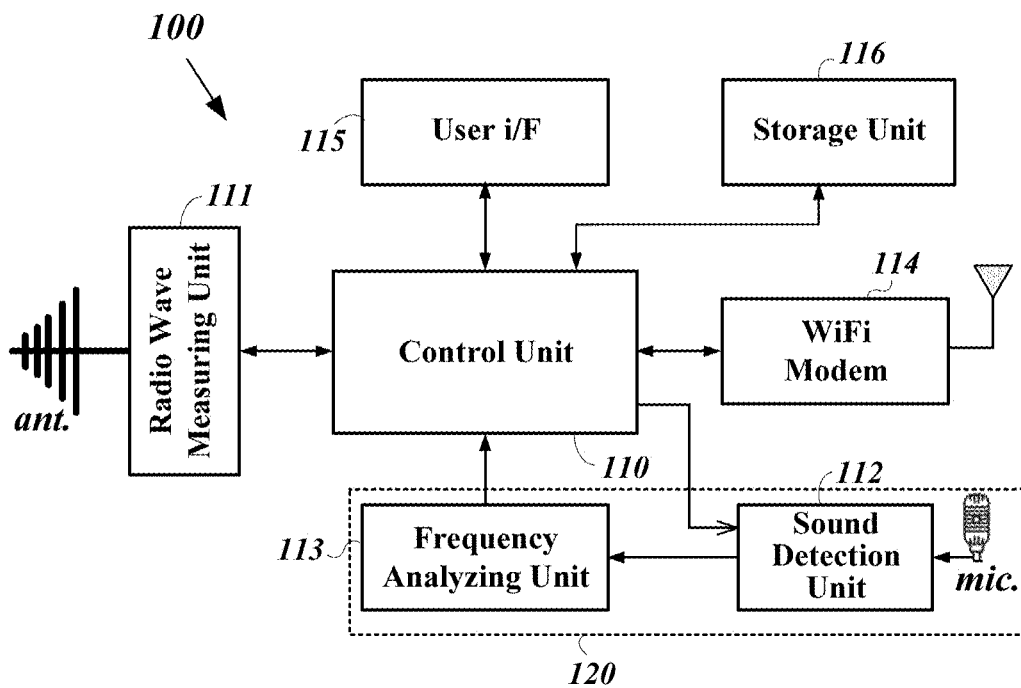 100
116
115
User i/F
Storage Unit
111
Radio Wave
Measuring Unit
114
Control Unit
WiFi
Modem
ant.
110
112
113
Frequency
Analyzing Unit
Sound
Detection
Unit
mic.
120